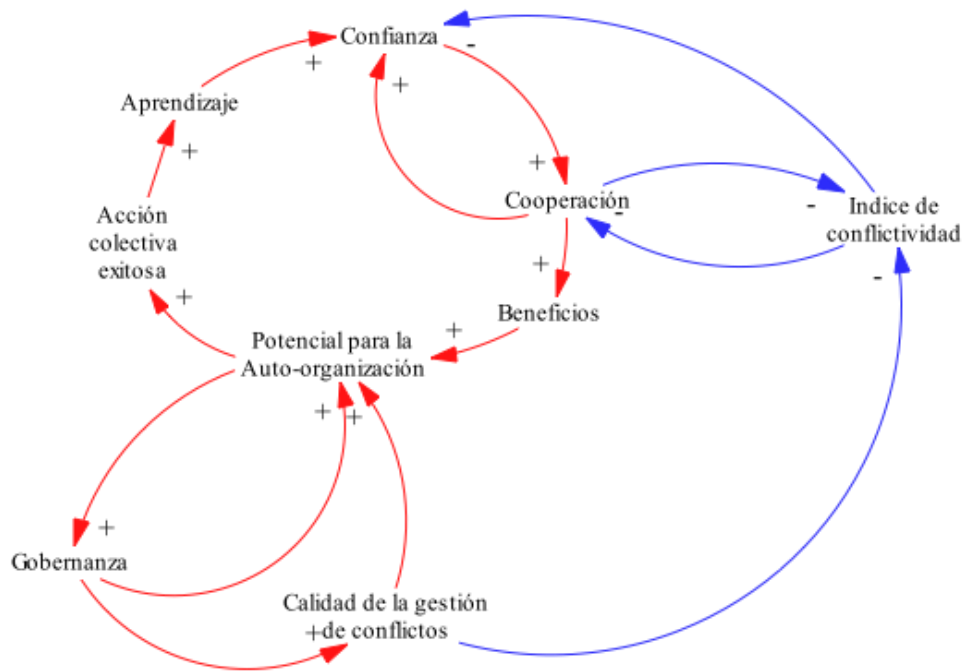 Confianza
-
+
+
Aprendizaje
+
+
Cooperación
-
-
Acción
colectiva
exitosa
Indice de
conflictividad
+
+
-
Beneficios
+
Potencial para la
Auto-organización
+
+
+
Gobernanza
Calidad de la gestión
de conflictos
+